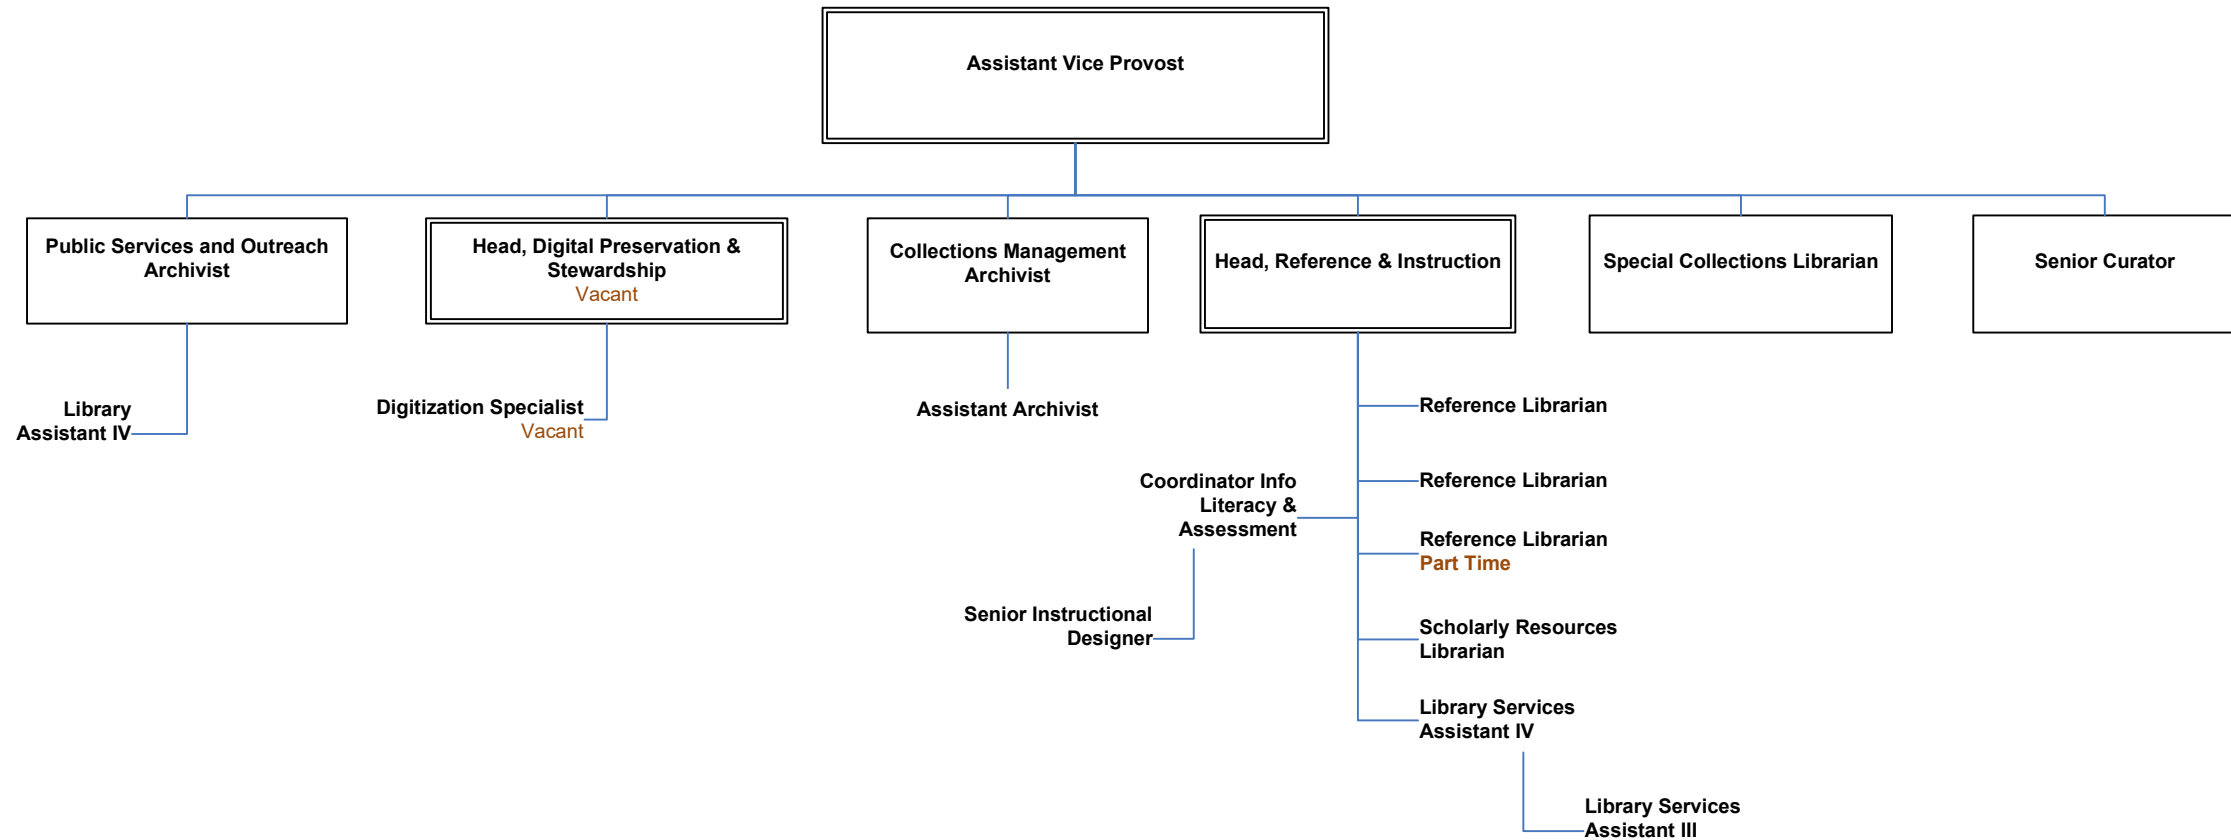 Assistant Vice Provost
Public Services and Outreach
Archivist
Head, Digital Preservation &
Stewardship
Vacant
Collections Management
Archivist
Head, Reference & Instruction
Special Collections Librarian
Senior Curator
Library
Assistant IV
Digitization Specialist
Vacant
Assistant Archivist
Reference Librarian
Reference Librarian
Coordinator Info
Literacy &
Assessment
Reference Librarian
Part Time
Senior Instructional
Designer
Scholarly Resources
Librarian
Library Services
Assistant IV
Library Services
Assistant III